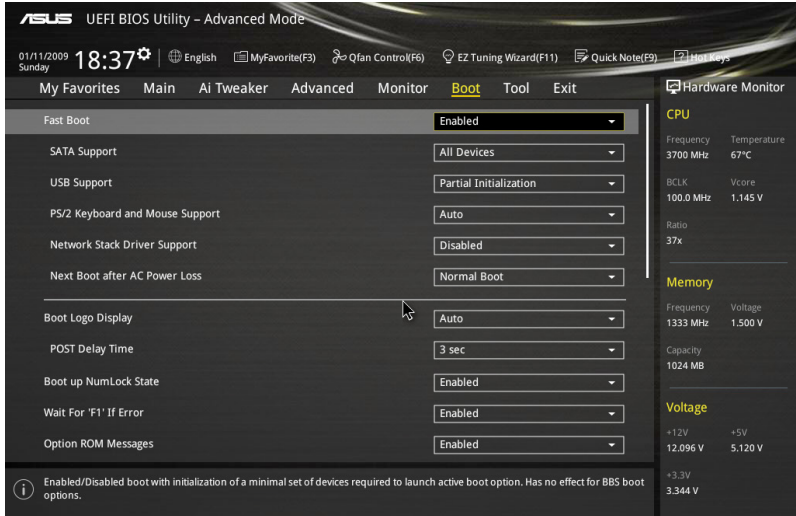 ASUS UEFI BIOS Utility – Advanced Mode
01/11/2009 Sunday 18:37 English MyFavorite(F3) Qfan Control(F6) EZ Tuning Wizard(F11) Quick Note(F9) ? Hot Keys
My Favorites Main Ai Tweaker Advanced Monitor Boot Tool Exit
Fast Boot Enabled
SATA Support All Devices
USB Support Partial Initialization
PS/2 Keyboard and Mouse Support Auto
Network Stack Driver Support Disabled
Next Boot after AC Power Loss Normal Boot
Boot Logo Display Auto
POST Delay Time 3 sec
Boot up NumLock State Enabled
Wait For 'F1' If Error Enabled
Option ROM Messages Enabled
i Enabled/Disabled boot with initialization of a minimal set of devices required to launch active boot option. Has no effect for BBS boot
options.
Hardware Monitor
CPU
Frequency Temperature
3700 MHz 67°C
BCLK Vcore
100.0 MHz 1.145 V
Ratio
37x
Memory
Frequency Voltage
1333 MHz 1.500 V
Capacity
1024 MB
Voltage
+12V +5V
12.096 V 5.120 V
+3.3V
3.344 V